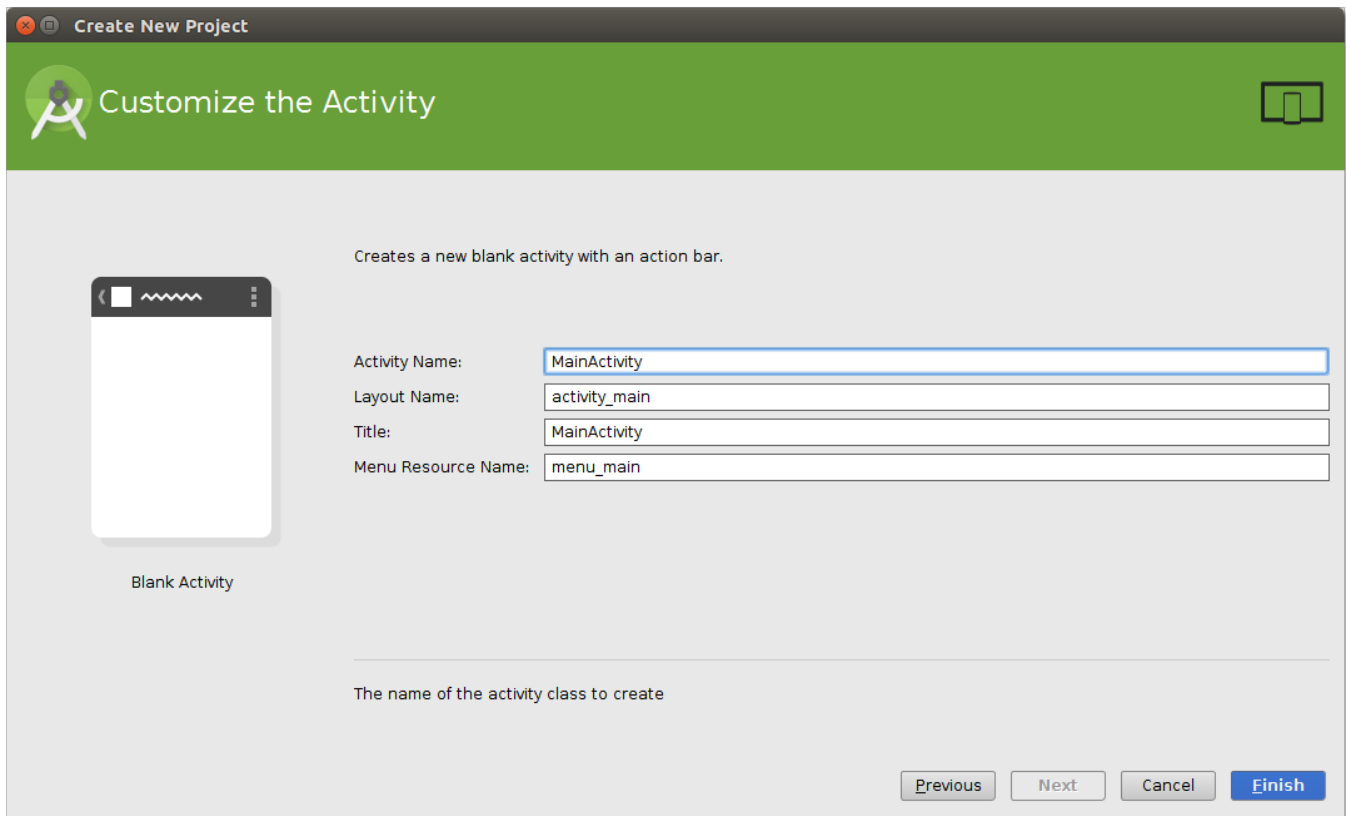 Create New Project
Customize the Activity
Creates a new blank activity with an action bar.
Activity Name: MainActivity
Layout Name: activity_main
Title: MainActivity
Menu Resource Name: menu_main
Blank Activity
The name of the activity class to create
Previous Next Cancel Finish